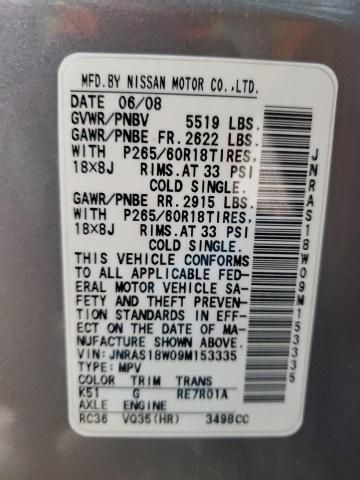 MFD.BY NISSAN MOTOR CO.,LTD.
DATE 06/08
GVWR/PNBV 5519 LBS.
GAWR/PNBE FR.2622 LBS.
WITH P265/60R18TIRES,
18X8J RIMS.AT 33 PSI
COLD SINGLE.
GAWR/PNBE RR.2915 LBS.
WITH P265/60R18TIRES,
18X8J RIMS.AT 33 PSI
COLD SINGLE.
THIS VEHICLE CONFORMS
TO ALL APPLICABLE FED-
ERAL MOTOR VEHICLE SA-
FETY AND THEFT PREVEN-
TION STANDARDS IN EFF-
ECT ON THE DATE OF MA-
NUFACTURE SHOWN ABOVE.
VIN:JNRAS18W09M153335
TYPE:MPV
COLOR TRIM TRANS
K51 G RE7R01A
AXLE ENGINE
RC36 VQ35(HR) 3498CC
JNRAS18W09M153335